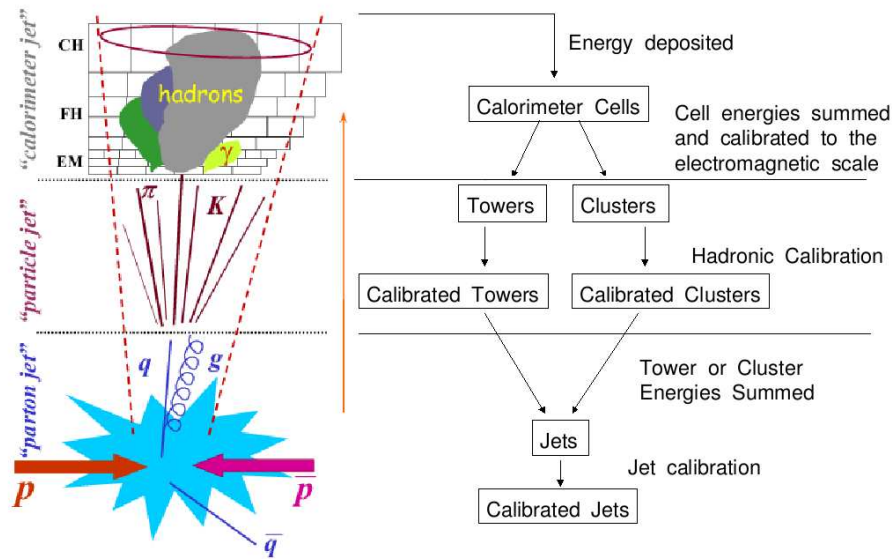 "calorimeter jet"
CH
FH
EM
hadrons
γ
"particle jet"
π
K
"parton jet"
q
g
p
p̅
q̅
Energy deposited
Calorimeter Cells
Cell energies summed
and calibrated to the
electromagnetic scale
Towers
Clusters
Hadronic Calibration
Calibrated Towers
Calibrated Clusters
Tower or Cluster
Energies Summed
Jets
Jet calibration
Calibrated Jets